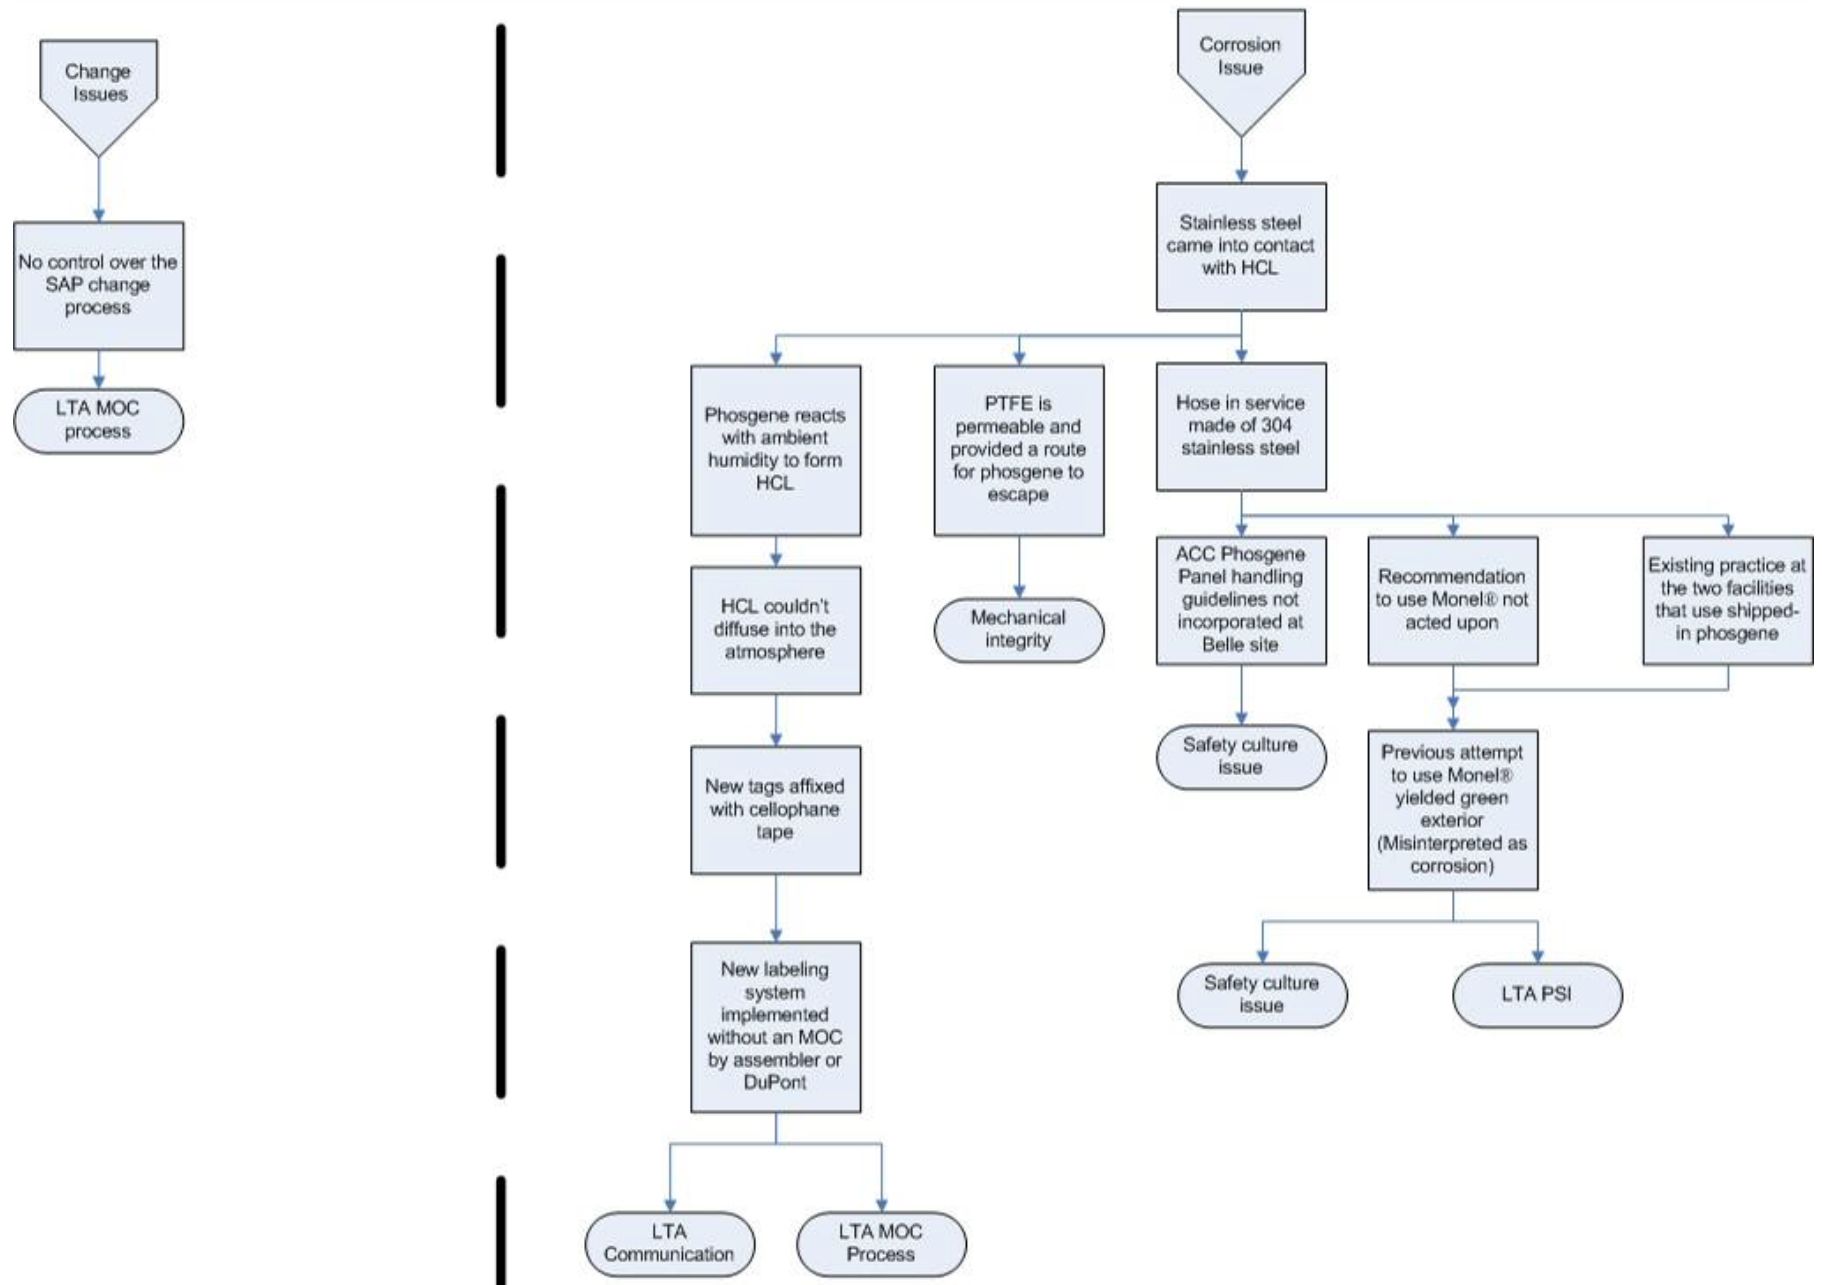 Change
Issues
No control over the
SAP change
process
LTA MOC
process
Corrosion
Issue
Stainless steel
came into contact
with HCL
Phosgene reacts
with ambient
humidity to form
HCL
HCL couldn't
diffuse into the
atmosphere
New tags affixed
with cellophane
tape
New labeling
system
implemented
without an MOC
by assembler or
DuPont
LTA
Communication
LTA MOC
Process
PTFE is
permeable and
provided a route
for phosgene to
escape
Mechanical
integrity
Hose in service
made of 304
stainless steel
ACC Phosgene
Panel handling
guidelines not
incorporated at
Belle site
Safety culture
issue
Recommendation
to use Monel® not
acted upon
Existing practice at
the two facilities
that use shipped-
in phosgene
Previous attempt
to use Monel®
yielded green
exterior
(Misinterpreted as
corrosion)
Safety culture
issue
LTA PSI